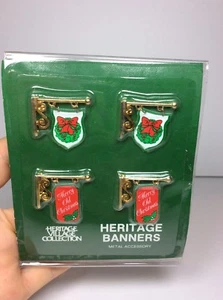 Merry
Old
Christmas
Merry
Old
Christmas
HERITAGE
VILLAGE
COLLECTION
HERITAGE
BANNERS
METAL ACCESSORY